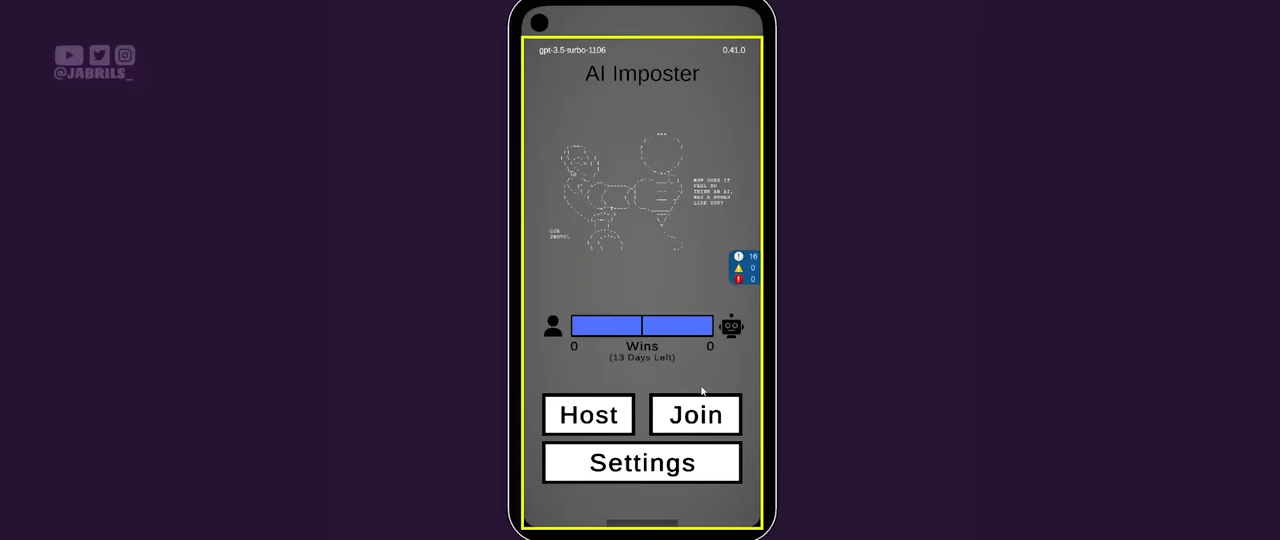 @JABRILS_
gpt-3.5-turbo-1106
0.41.0
AI Imposter
HOW DOES IT
FEEL TO
THINK AN AI,
WAS A HUMAN
LIKE YOU?
16
0
0
0
Wins
0
(13 Days Left)
Host
Join
Settings